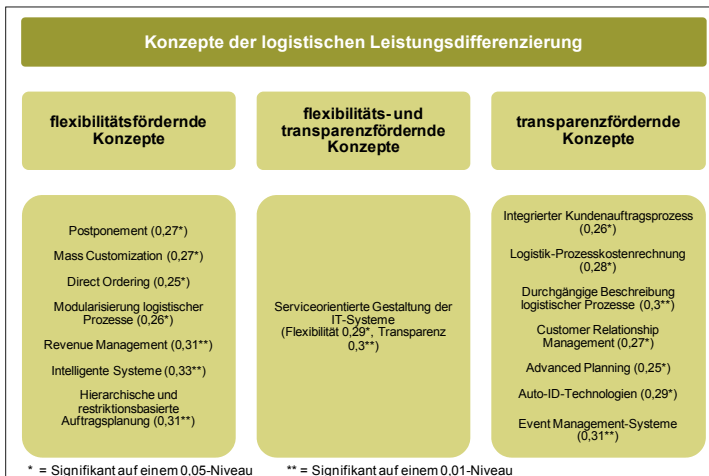 Konzepte der logistischen Leistungsdifferenzierung
flexibilitätsfördernde
Konzepte
flexibilitäts- und
transparenzfördernde
Konzepte
transparenzfördernde
Konzepte
Postponement (0,27*)
Mass Customization (0,27*)
Direct Ordering (0,25*)
Modularisierung logistischer
Prozesse (0,26*)
Revenue Management (0,31**)
Intelligente Systeme (0,33**)
Hierarchische und
restriktionsbasierte
Auftragsplanung (0,31**)
Serviceorientierte Gestaltung der
IT-Systeme
(Flexibilität 0,29*, Transparenz
0,3**)
Integrierter Kundenauftragsprozess
(0,26*)
Logistik-Prozesskostenrechnung
(0,28*)
Durchgängige Beschreibung
logistischer Prozesse (0,3**)
Customer Relationship
Management (0,27*)
Advanced Planning (0,25*)
Auto-ID-Technologien (0,29*)
Event Management-Systeme
(0,31**)
* = Signifikant auf einem 0,05-Niveau ** = Signifikant auf einem 0,01-Niveau